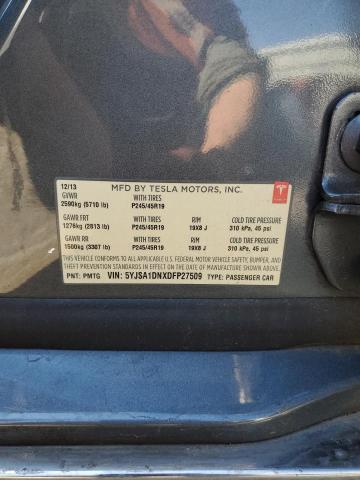 12/13 MFD BY TESLA MOTORS, INC.
GVWR WITH TIRES
2590kg (5710 lb) P245/45R19
GAWR FRT WITH TIRES RIM COLD TIRE PRESSURE
1276kg (2813 lb) P245/45R19 19X8 J 310 kPa, 45 psi
GAWR RR WITH TIRES RIM COLD TIRE PRESSURE
1500kg (3307 lb) P245/45R19 19X8 J 310 kPa, 45 psi
THIS VEHICLE CONFORMS TO ALL APPLICABLE U.S. FEDERAL MOTOR VEHICLE SAFETY, BUMPER, AND
THEFT PREVENTION STANDARDS IN EFFECT ON THE DATE OF MANUFACTURE SHOWN ABOVE.
PNT: PMTG VIN: 5YJSA1DNXDFP27509 TYPE: PASSENGER CAR